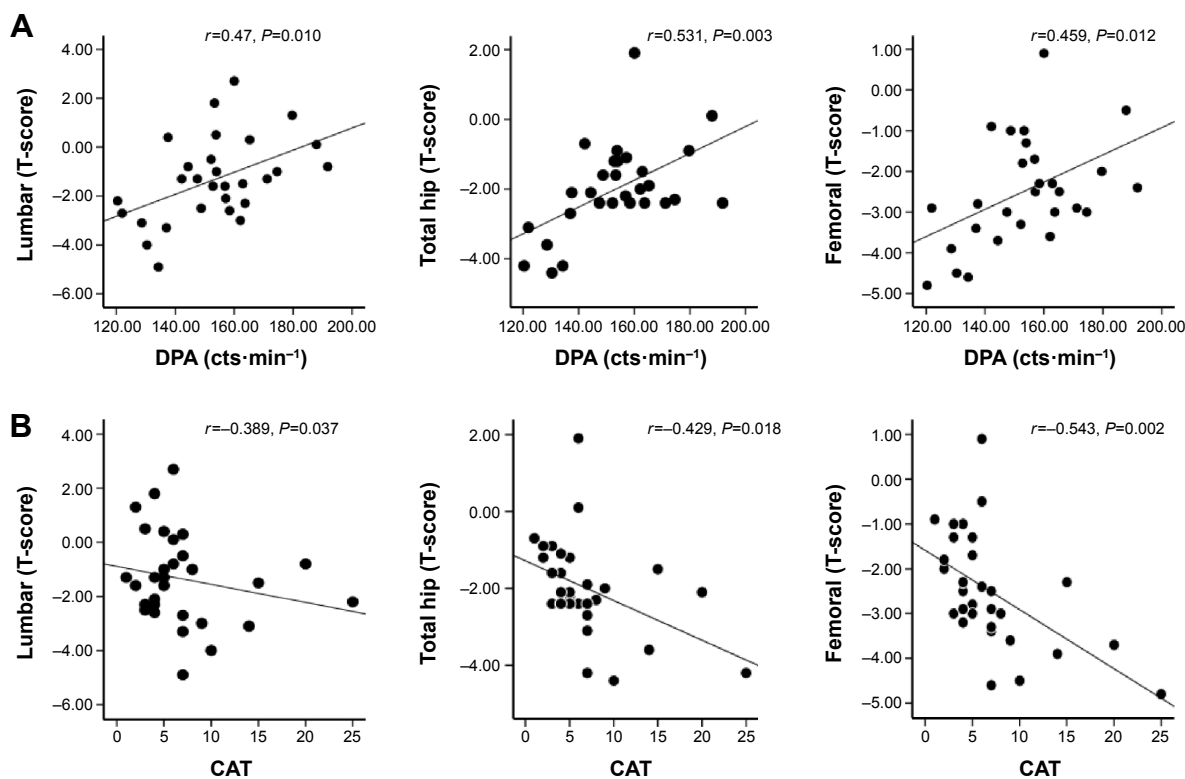 A
r=0.47, P=0.010
4.00
2.00
0.00
–2.00
–4.00
–6.00
Lumbar (T-score)
120.00 140.00 160.00 180.00 200.00
DPA (cts·min–1)
r=0.531, P=0.003
2.00
0.00
–2.00
–4.00
Total hip (T-score)
120.00 140.00 160.00 180.00 200.00
DPA (cts·min–1)
r=0.459, P=0.012
1.00
0.00
–1.00
–2.00
–3.00
–4.00
–5.00
Femoral (T-score)
120.00 140.00 160.00 180.00 200.00
DPA (cts·min–1)
B
r=–0.389, P=0.037
4.00
2.00
0.00
–2.00
–4.00
–6.00
Lumbar (T-score)
0 5 10 15 20 25
CAT
r=–0.429, P=0.018
2.00
0.00
–2.00
–4.00
Total hip (T-score)
0 5 10 15 20 25
CAT
r=–0.543, P=0.002
1.00
0.00
–1.00
–2.00
–3.00
–4.00
–5.00
Femoral (T-score)
0 5 10 15 20 25
CAT